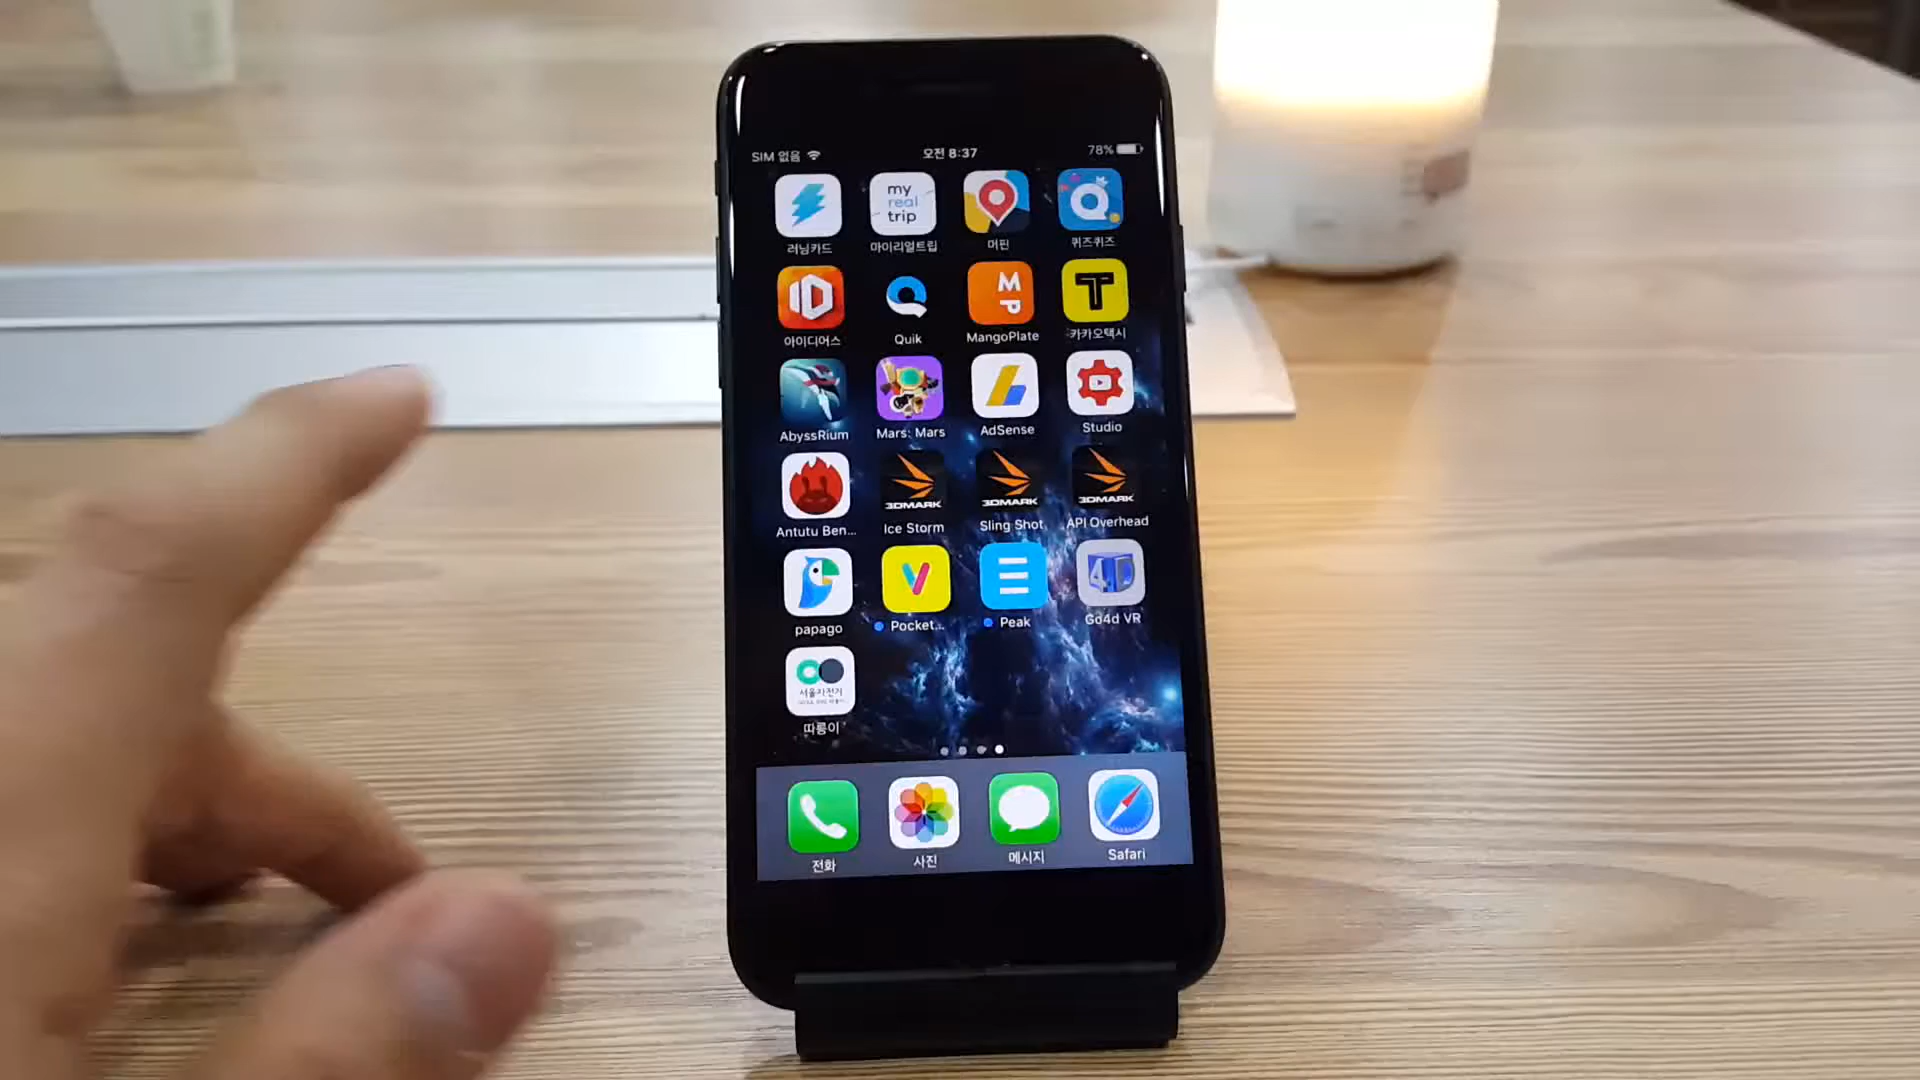 SIM 없음 오전 8:37 78%
my
real
trip
러닝카드 마이리얼트립 머핀 퀴즈퀴즈
ID MP T
아이디어스 Quik MangoPlate 카카오택시
AbyssRium Mars: Mars AdSense Studio
3DMARK 3DMARK 3DMARK
Antutu Ben... Ice Storm Sling Shot API Overhead
4D
papago Pocket... Peak Go4d VR
서울자전거
따릉이
전화 사진 메시지 Safari